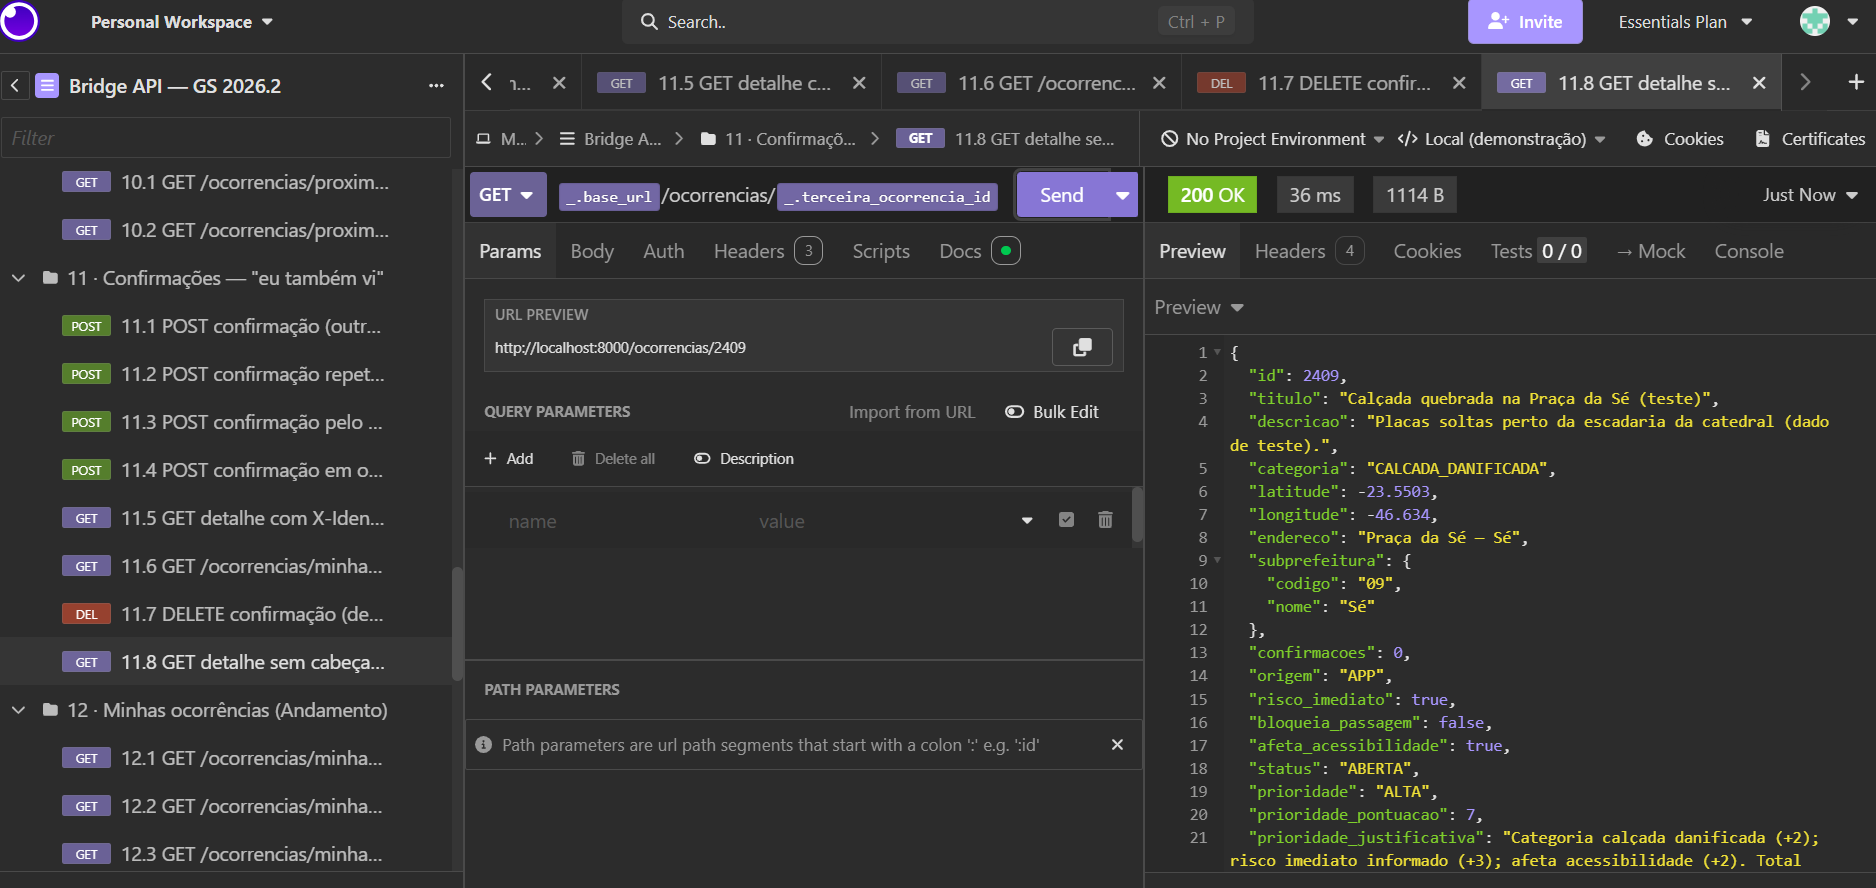 Personal Workspace
Search..
Ctrl + P
Invite
Essentials Plan
Bridge API — GS 2026.2
Filter
GET 10.1 GET /ocorrencias/proxim...
GET 10.2 GET /ocorrencias/proxim...
11 · Confirmações — "eu também vi"
POST 11.1 POST confirmação (outr...
POST 11.2 POST confirmação repet...
POST 11.3 POST confirmação pelo ...
POST 11.4 POST confirmação em o...
GET 11.5 GET detalhe com X-Iden...
GET 11.6 GET /ocorrencias/minha...
DEL 11.7 DELETE confirmação (de...
GET 11.8 GET detalhe sem cabeça...
12 · Minhas ocorrências (Andamento)
GET 12.1 GET /ocorrencias/minha...
GET 12.2 GET /ocorrencias/minha...
GET 12.3 GET /ocorrencias/minha...
GET 11.5 GET detalhe c...
GET 11.6 GET /ocorrenc...
DEL 11.7 DELETE confir...
GET 11.8 GET detalhe s...
M... > Bridge A... > 11 · Confirmaçõ... > GET 11.8 GET detalhe se...
GET _.base_url/ocorrencias/_.terceira_ocorrencia_id
Send
Params Body Auth Headers 3 Scripts Docs
URL PREVIEW
http://localhost:8000/ocorrencias/2409
QUERY PARAMETERS
Import from URL
Bulk Edit
+ Add
Delete all
Description
name value
PATH PARAMETERS
Path parameters are url path segments that start with a colon ':' e.g. ':id'
No Project Environment
</> Local (demonstração)
Cookies
Certificates
200 OK 36 ms 1114 B
Just Now
Preview Headers 4 Cookies Tests 0 / 0 → Mock Console
Preview
1 {
2 "id": 2409,
3 "titulo": "Calçada quebrada na Praça da Sé (teste)",
4 "descricao": "Placas soltas perto da escadaria da catedral (dado
de teste).",
5 "categoria": "CALCADA_DANIFICADA",
6 "latitude": -23.5503,
7 "longitude": -46.634,
8 "endereco": "Praça da Sé — Sé",
9 "subprefeitura": {
10 "codigo": "09",
11 "nome": "Sé"
12 },
13 "confirmacoes": 0,
14 "origem": "APP",
15 "risco_imediato": true,
16 "bloqueia_passagem": false,
17 "afeta_acessibilidade": true,
18 "status": "ABERTA",
19 "prioridade": "ALTA",
20 "prioridade_pontuacao": 7,
21 "prioridade_justificativa": "Categoria calçada danificada (+2);
risco imediato informado (+3); afeta acessibilidade (+2). Total